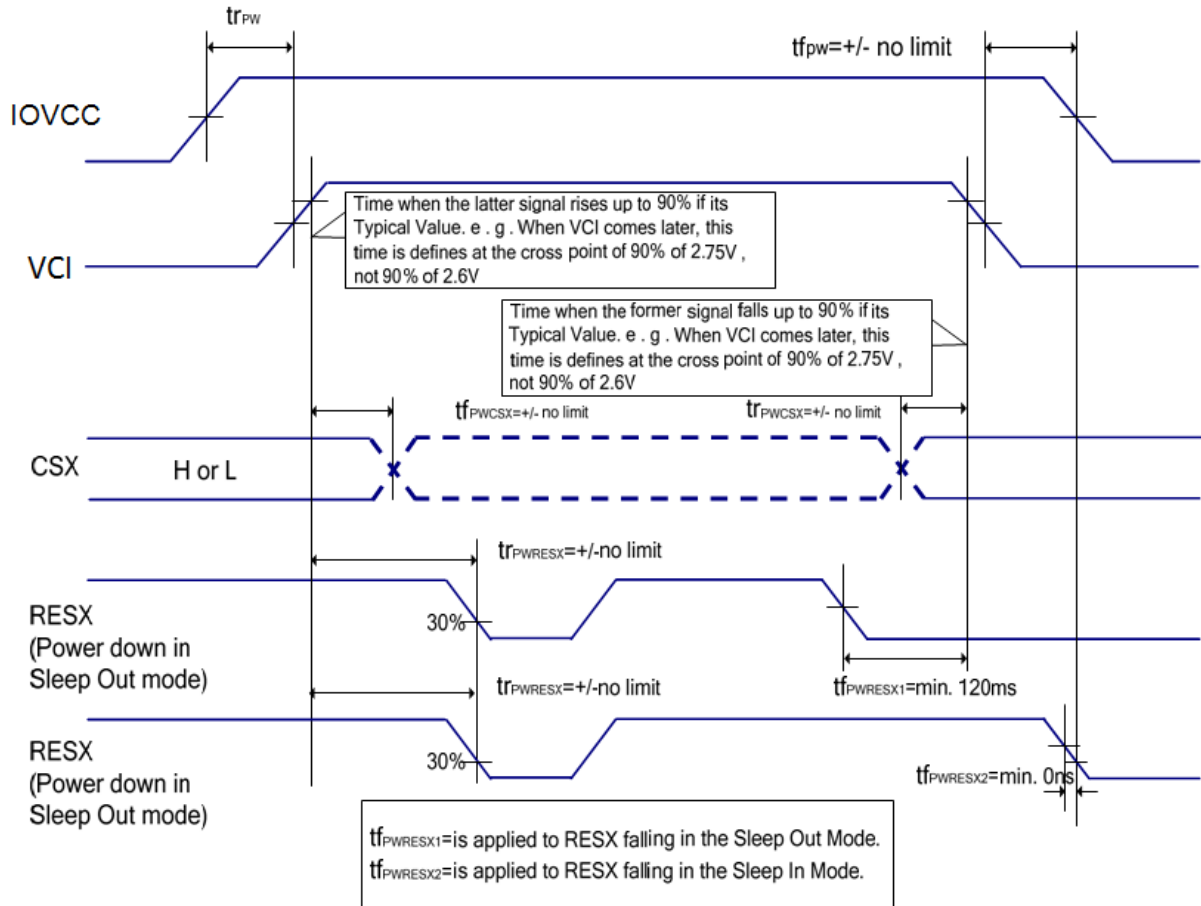 trPW
tfpw=+/- no limit
IOVCC
Time when the latter signal rises up to 90% if its
Typical Value. e . g . When VCI comes later, this
time is defines at the cross point of 90% of 2.75V ,
not 90% of 2.6V
VCI
Time when the former signal falls up to 90% if its
Typical Value. e . g . When VCI comes later, this
time is defines at the cross point of 90% of 2.75V ,
not 90% of 2.6V
tfPWCSX=+/- no limit
trPWCSX=+/- no limit
CSX
H or L
trPWRESX=+/-no limit
RESX
(Power down in
Sleep Out mode)
30%
tfPWRESX1=min. 120ms
trPWRESX=+/-no limit
RESX
(Power down in
Sleep Out mode)
30%
tfPWRESX2=min. 0ns
tfPWRESX1=is applied to RESX falling in the Sleep Out Mode.
tfPWRESX2=is applied to RESX falling in the Sleep In Mode.